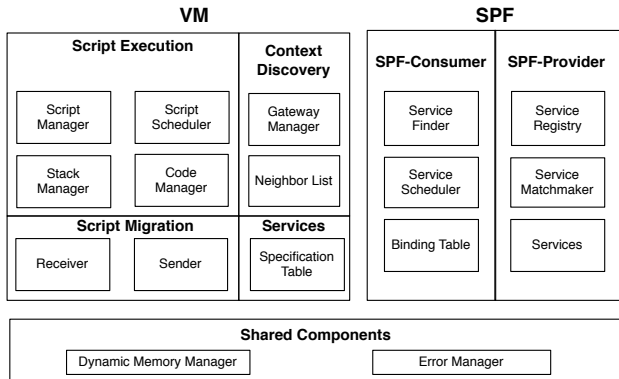 VM
SPF
Script Execution
Context
Discovery
SPF-Consumer
SPF-Provider
Script
Manager
Script
Scheduler
Gateway
Manager
Service
Finder
Service
Registry
Stack
Manager
Code
Manager
Neighbor List
Service
Scheduler
Service
Matchmaker
Script Migration
Services
Receiver
Sender
Specification
Table
Binding Table
Services
Shared Components
Dynamic Memory Manager
Error Manager